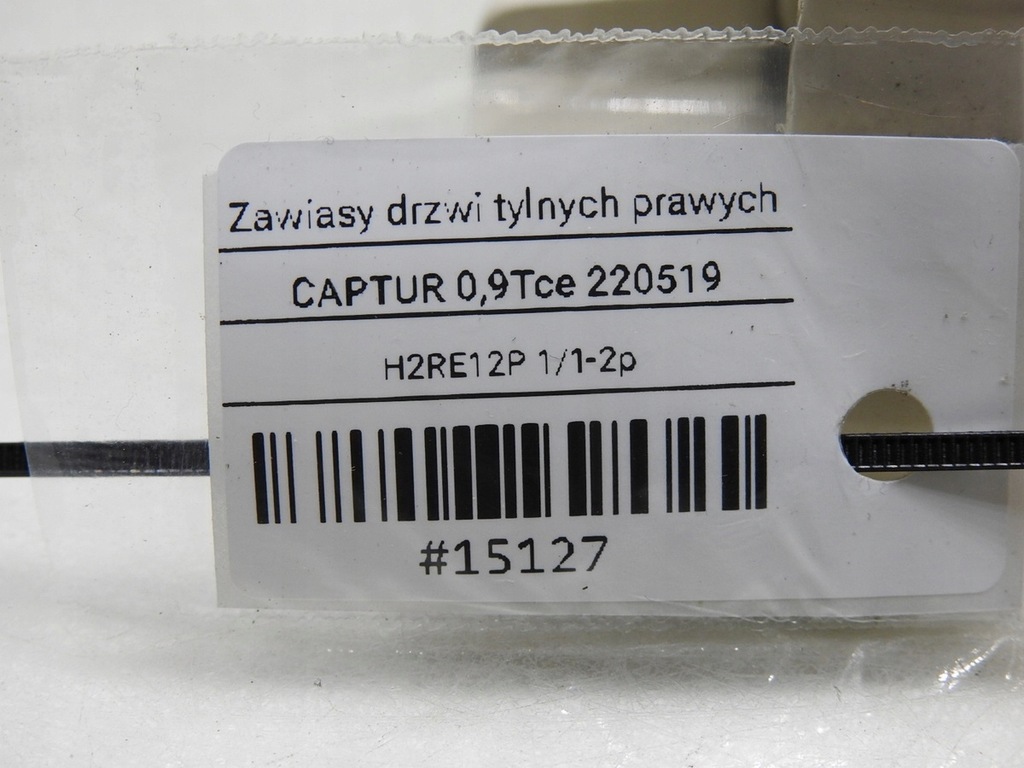 Zawiasy drzwi tylnych prawych
CAPTUR 0,9Tce 220519
H2RE12P 1/1-2p
#15127